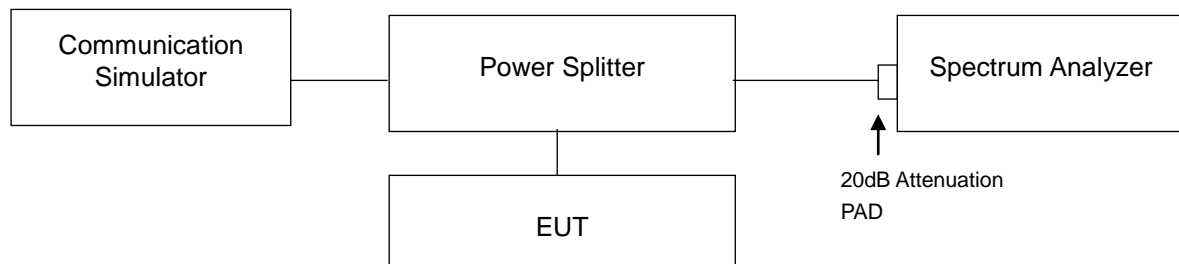 Communication
Simulator
Power Splitter
Spectrum Analyzer
20dB Attenuation
PAD
EUT